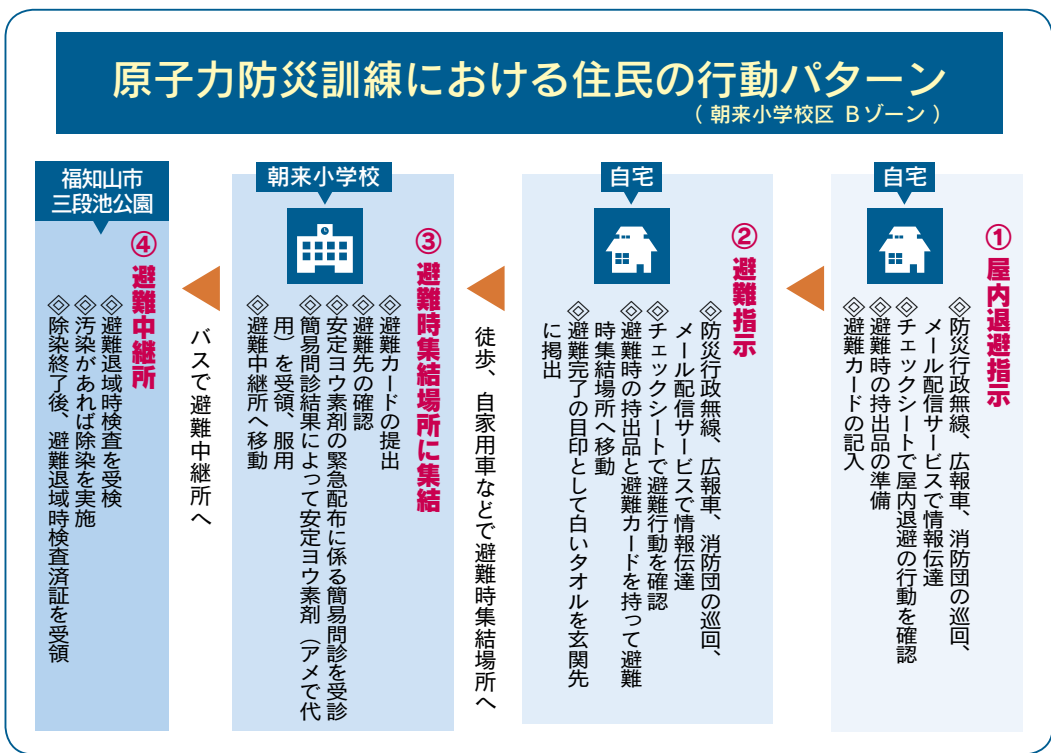 原子力防災訓練における住民の行動パターン
（ 朝来小学校区 Ｂゾーン ）
自宅
① 屋内退避指示
◇防災行政無線、広報車、消防団の巡回、
メール配信サービスで情報伝達
◇チェックシートで屋内退避の行動を確認
◇避難時の持出品の準備
◇避難カードの記入
自宅
② 避難指示
◇防災行政無線、広報車、消防団の巡回、
メール配信サービスで情報伝達
◇チェックシートで避難行動を確認
◇避難時の持出品と避難カードを持って避難
時集結場所へ移動
◇避難完了の目印として白いタオルを玄関先
に掲出
徒歩、自家用車などで避難時集結場所へ
朝来小学校
③ 避難時集結場所に集結
◇避難カードの提出
◇避難先の確認
◇安定ヨウ素剤の緊急配布に係る簡易問診を受診
◇簡易問診結果によって安定ヨウ素剤（アメで代
用）を受領、服用
◇避難中継所へ移動
バスで避難中継所へ
福知山市
三段池公園
④ 避難中継所
◇避難退域時検査を受検
◇汚染があれば除染を実施
◇除染終了後、避難退域時検査済証を受領